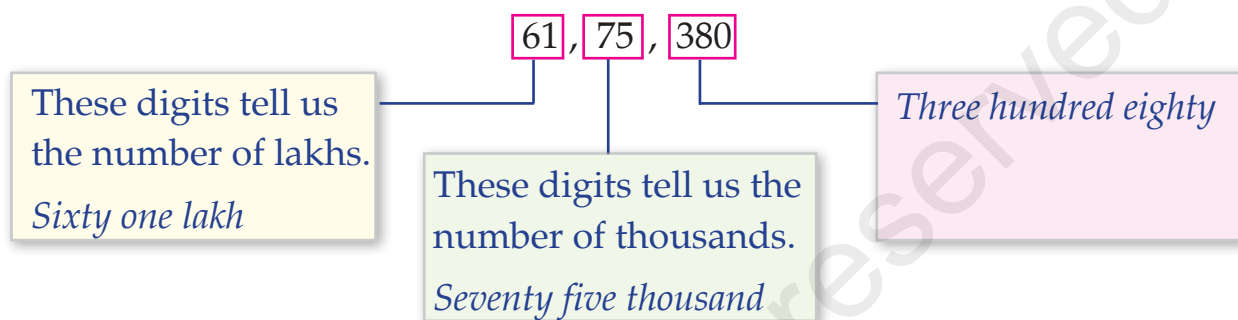 61, 75, 380
These digits tell us
the number of lakhs.
Sixty one lakh
These digits tell us the
number of thousands.
Seventy five thousand
Three hundred eighty